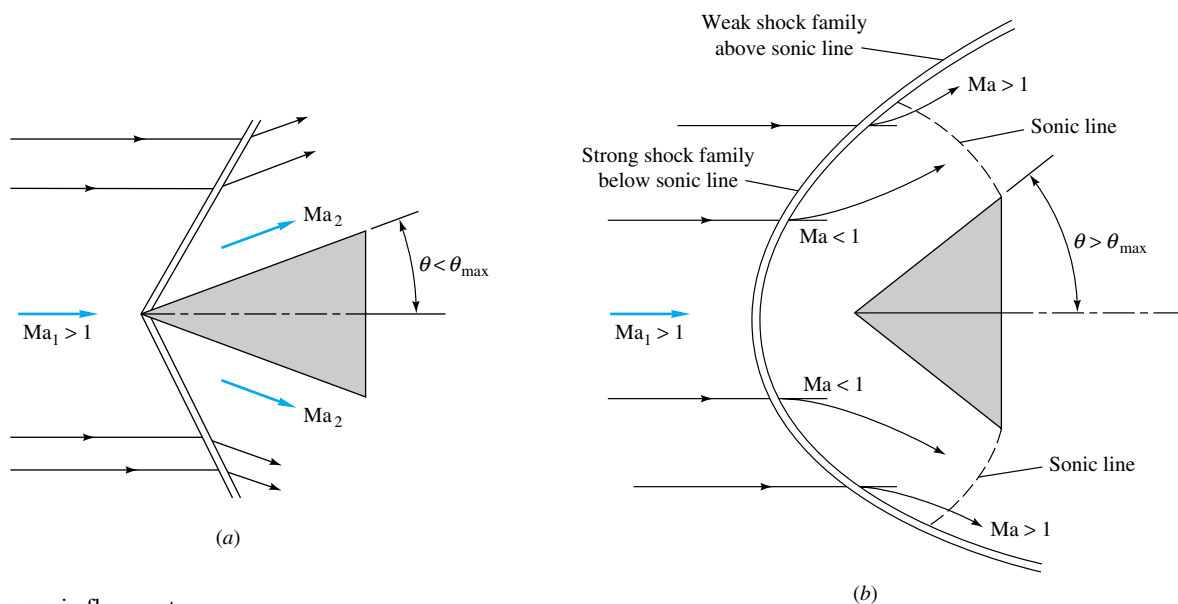 Ma₂
θ < θmax
Ma₁ > 1
Ma₂
(a)
Weak shock family
above sonic line
Ma > 1
Sonic line
Strong shock family
below sonic line
Ma < 1
θ > θmax
Ma₁ > 1
Ma < 1
Sonic line
Ma > 1
(b)